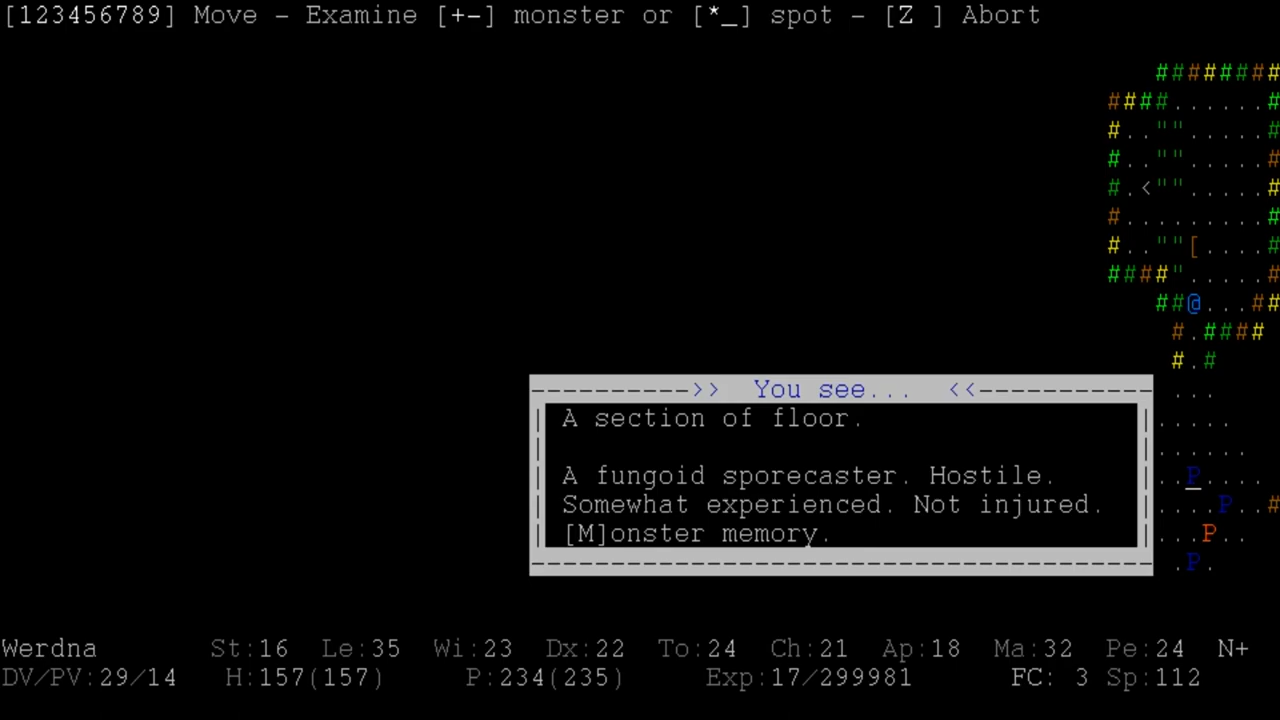 [123456789] Move - Examine [+-] monster or [*_] spot - [Z ] Abort
########
####......#
#.."".....#
#.."".....#
#.<"".....#
#.........#
#..""[....#
####".....#
##@...##
#.####
#.#
----------->> You see... <<------------
...
A section of floor.
.....
......
A fungoid sporecaster. Hostile.
..P....
Somewhat experienced. Not injured.
....P..#
[M]onster memory.
...P..
.P.
Werdna St:16 Le:35 Wi:23 Dx:22 To:24 Ch:21 Ap:18 Ma:32 Pe:24 N+
DV/PV:29/14 H:157(157) P:234(235) Exp:17/299981 FC: 3 Sp:112